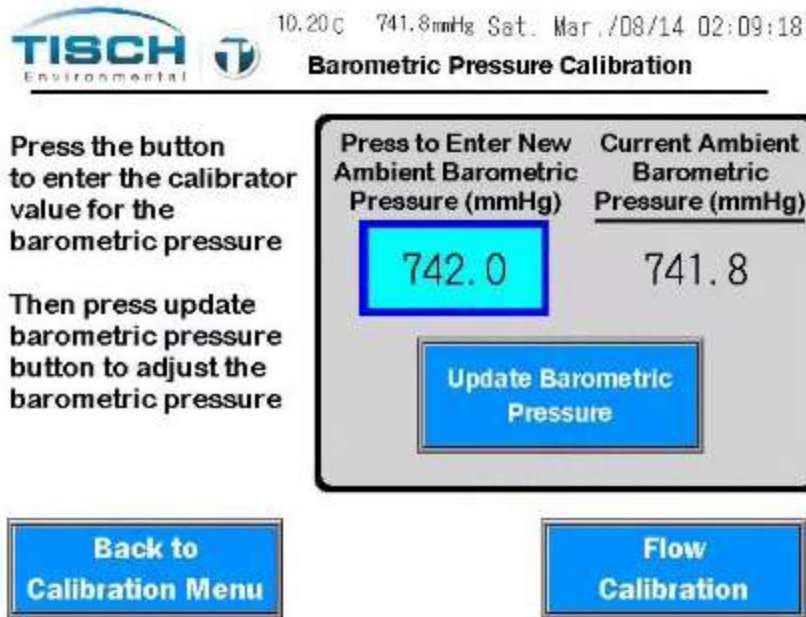 10.20C 741.8mmHg Sat. Mar./08/14 02:09:18
TISCH
Environmental
Barometric Pressure Calibration
Press the button
to enter the calibrator
value for the
barometric pressure
Then press update
barometric pressure
button to adjust the
barometric pressure
Press to Enter New
Ambient Barometric
Pressure (mmHg)
742.0
Current Ambient
Barometric
Pressure (mmHg)
741.8
Update Barometric
Pressure
Back to
Calibration Menu
Flow
Calibration